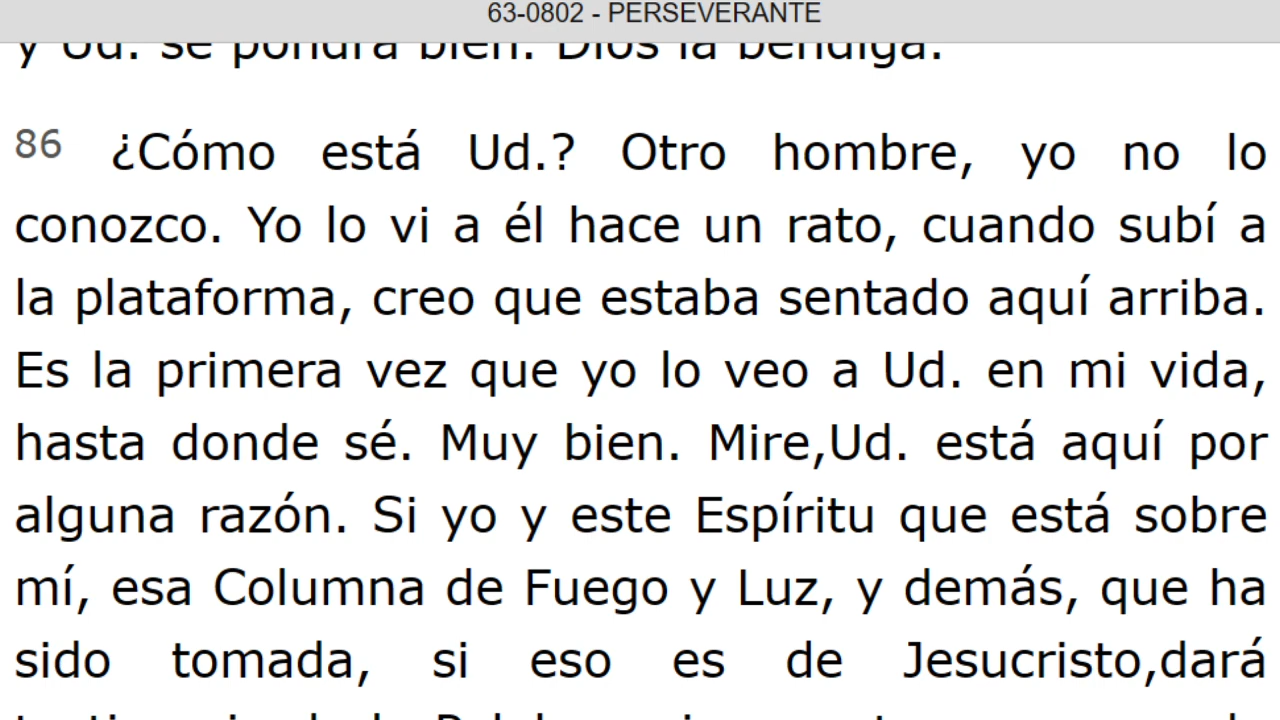 63-0802 - PERSEVERANTE
y Ud. se pondrá bien. Dios la bendiga.
86 ¿Cómo está Ud.? Otro hombre, yo no lo
conozco. Yo lo vi a él hace un rato, cuando subí a
la plataforma, creo que estaba sentado aquí arriba.
Es la primera vez que yo lo veo a Ud. en mi vida,
hasta donde sé. Muy bien. Mire,Ud. está aquí por
alguna razón. Si yo y este Espíritu que está sobre
mí, esa Columna de Fuego y Luz, y demás, que ha
sido tomada, si eso es de Jesucristo,dará